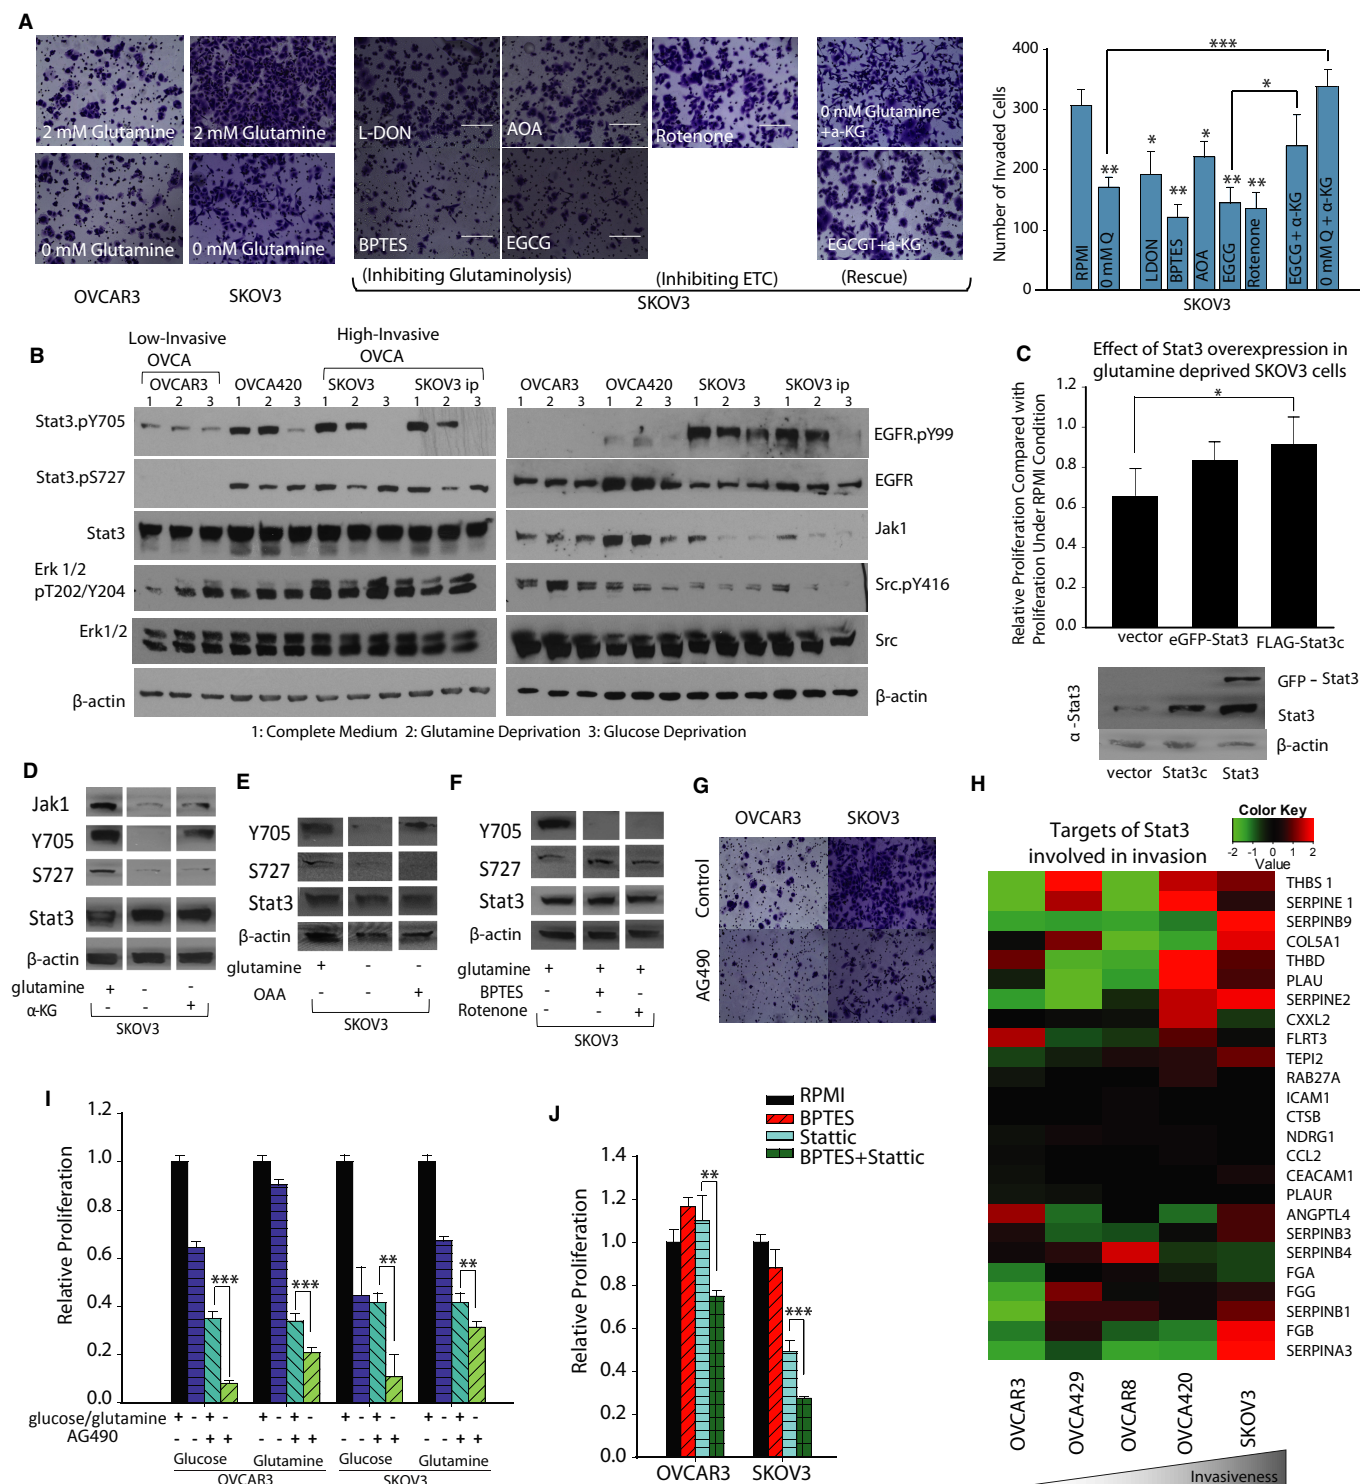 A
2 mM Glutamine
2 mM Glutamine
L-DON
AOA
Rotenone
0 mM Glutamine
+a-KG
0 mM Glutamine
0 mM Glutamine
BPTES
EGCG
EGCGT+a-KG
(Inhibiting Glutaminolysis)
(Inhibiting ETC)
(Rescue)
OVCAR3
SKOV3
SKOV3
Number of Invaded Cells
400
300
200
100
0
***
*
**
*
**
*
**
**
RPMI
0 mM Q
LDON
BPTES
AOA
EGCG
Rotenone
EGCG + α-KG
0 mM Q + α-KG
SKOV3
B
Low-Invasive
OVCA
High-Invasive
OVCA
OVCAR3
OVCA420
SKOV3
SKOV3 ip
1 2 3 1 2 3 1 2 3 1 2 3
Stat3.pY705
Stat3.pS727
Stat3
Erk 1/2
pT202/Y204
Erk1/2
β-actin
OVCAR3
OVCA420
SKOV3
SKOV3 ip
1 2 3 1 2 3 1 2 3 1 2 3
EGFR.pY99
EGFR
Jak1
Src.pY416
Src
β-actin
1: Complete Medium 2: Glutamine Deprivation 3: Glucose Deprivation
C
Effect of Stat3 overexpression in
glutamine deprived SKOV3 cells
Relative Proliferation Compared with
Proliferation Under RPMI Condition
1.2
1.0
0.8
0.6
0.4
0.2
0.0
*
vector
eGFP-Stat3
FLAG-Stat3c
α -Stat3
GFP - Stat3
Stat3
β-actin
vector
Stat3c
Stat3
D
Jak1
Y705
S727
Stat3
β-actin
glutamine + - -
α-KG - - +
SKOV3
E
Y705
S727
Stat3
β-actin
glutamine + - -
OAA - - +
SKOV3
F
Y705
S727
Stat3
β-actin
glutamine + + +
BPTES - + -
Rotenone - - +
SKOV3
G
OVCAR3
SKOV3
Control
AG490
H
Targets of Stat3
involved in invasion
Color Key
-2 -1 0 1 2
Value
THBS 1
SERPINE 1
SERPINB9
COL5A1
THBD
PLAU
SERPINE2
CXXL2
FLRT3
TEPI2
RAB27A
ICAM1
CTSB
NDRG1
CCL2
CEACAM1
PLAUR
ANGPTL4
SERPINB3
SERPINB4
FGA
FGG
SERPINB1
FGB
SERPINA3
OVCAR3
OVCA429
OVCAR8
OVCA420
SKOV3
Invasiveness
I
Relative Proliferation
1.2
1.0
0.8
0.6
0.4
0.2
0.0
***
***
**
**
glucose/glutamine + - + - + - + - + - + - + - + -
AG490 - - + + - - + + - - + + - - + +
Glucose
Glutamine
Glucose
Glutamine
OVCAR3
SKOV3
J
RPMI
BPTES
Stattic
BPTES+Stattic
Relative Proliferation
1.4
1.2
1.0
0.8
0.6
0.4
0.2
0.0
**
***
OVCAR3
SKOV3